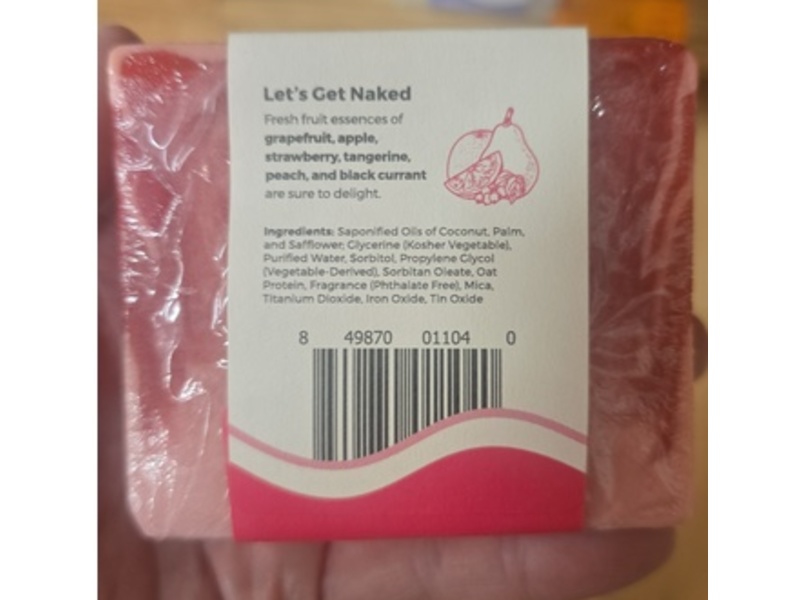 Let's Get Naked
Fresh fruit essences of
grapefruit, apple,
strawberry, tangerine,
peach, and black currant
are sure to delight.
Ingredients: Saponified Oils of Coconut, Palm,
and Safflower, Glycerine (Kosher Vegetable),
Purified Water, Sorbitol, Propylene Glycol
(Vegetable-Derived), Sorbitan Oleate, Oat
Protein, Fragrance (Phthalate Free), Mica,
Titanium Dioxide, Iron Oxide, Tin Oxide
8 49870 01104 0